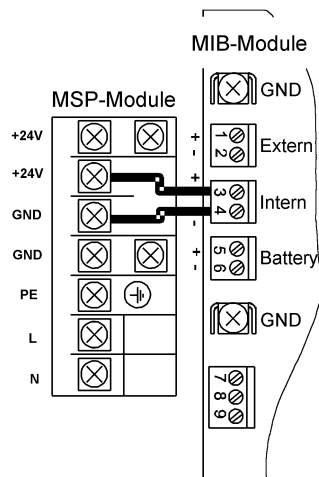 MIB-Module
MSP-Module
GND
+24V
+ 1
- 2
Extern
+24V
+ 3
GND
- 4
Intern
GND
+ 5
- 6
Battery
PE
GND
L
N
7
8
9